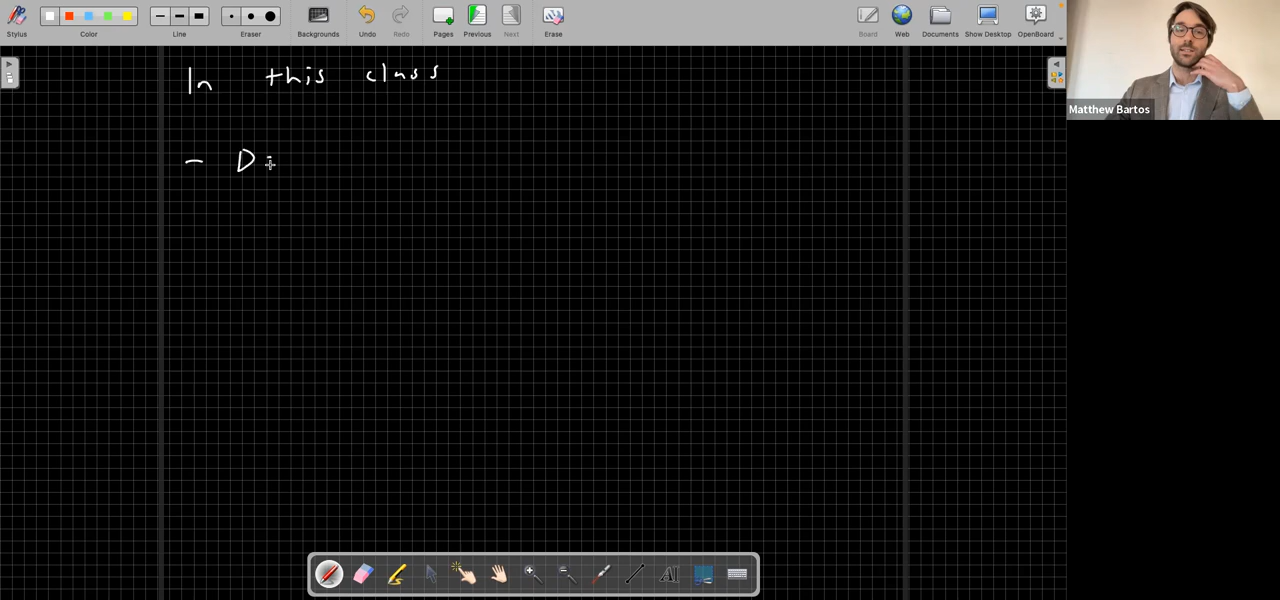 Stylus
Color
Line
Eraser
Backgrounds
Undo
Redo
Pages
Previous
Next
Erase
Board
Web
Documents
Show Desktop
OpenBoard
Matthew Bartos
In this class
- D
AI